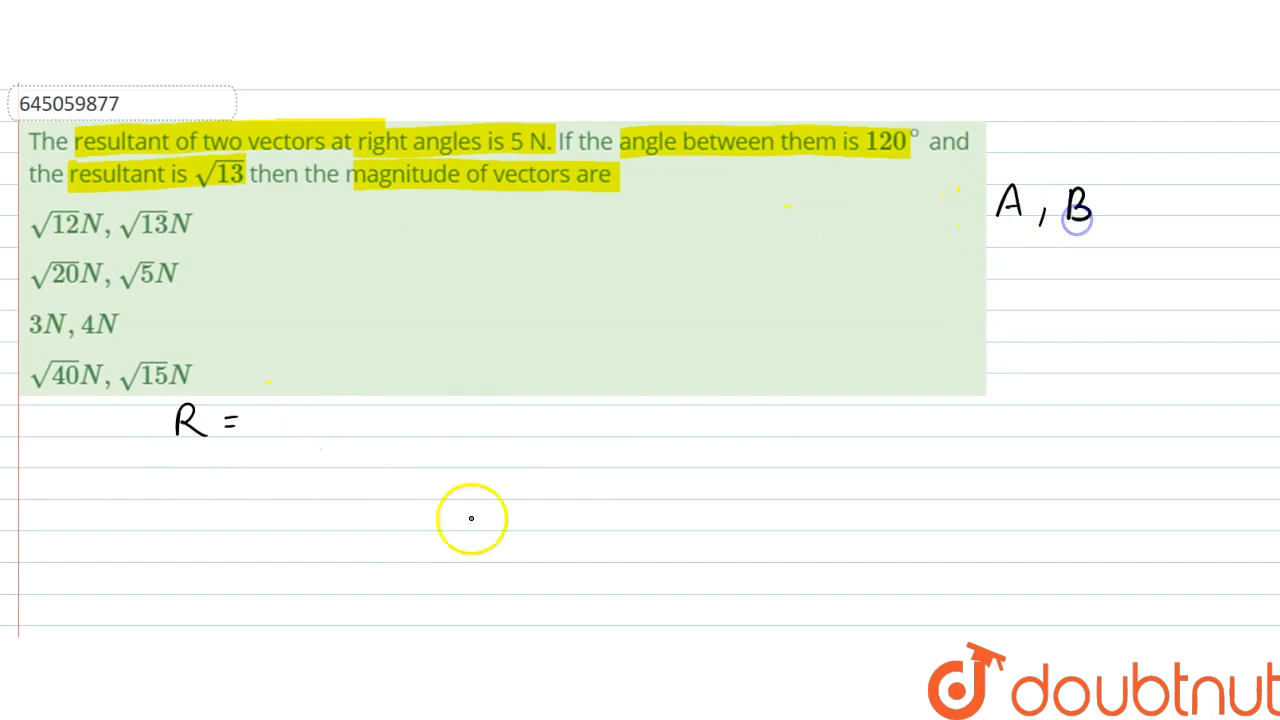 645059877
The resultant of two vectors at right angles is 5 N. If the angle between them is 120° and
the resultant is √13 then the magnitude of vectors are
√12N, √13N
A, B
√20N, √5N
3N, 4N
√40N, √15N
R =
doubtnut